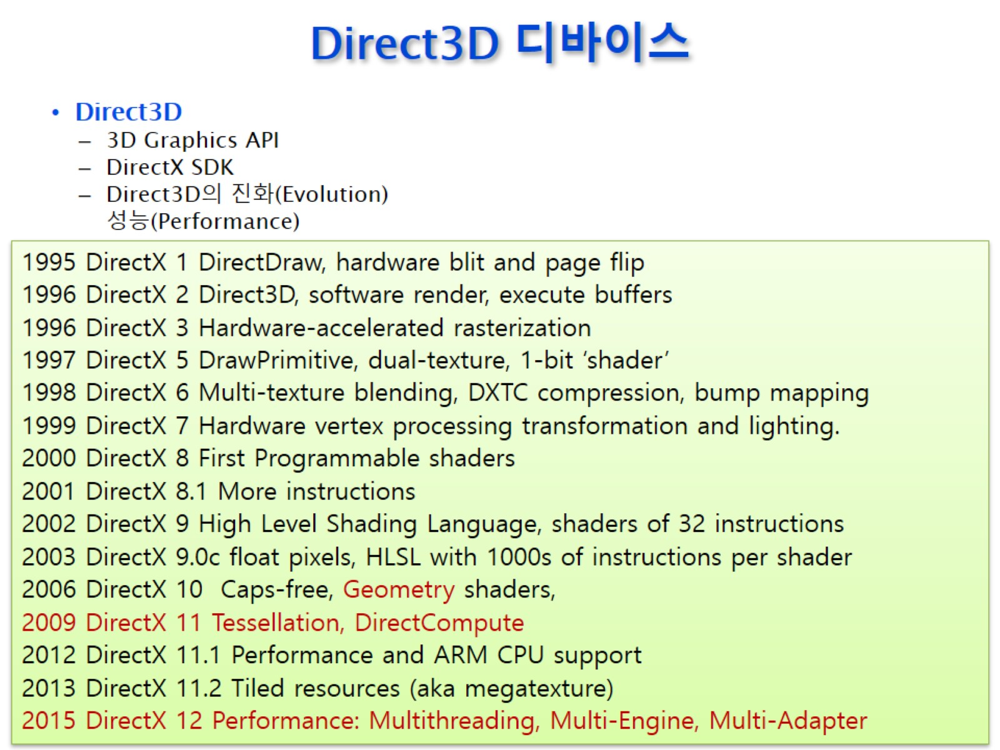 Direct3D 디바이스
• Direct3D
– 3D Graphics API
– DirectX SDK
– Direct3D의 진화(Evolution)
성능(Performance)
1995 DirectX 1 DirectDraw, hardware blit and page flip
1996 DirectX 2 Direct3D, software render, execute buffers
1996 DirectX 3 Hardware-accelerated rasterization
1997 DirectX 5 DrawPrimitive, dual-texture, 1-bit ‘shader’
1998 DirectX 6 Multi-texture blending, DXTC compression, bump mapping
1999 DirectX 7 Hardware vertex processing transformation and lighting.
2000 DirectX 8 First Programmable shaders
2001 DirectX 8.1 More instructions
2002 DirectX 9 High Level Shading Language, shaders of 32 instructions
2003 DirectX 9.0c float pixels, HLSL with 1000s of instructions per shader
2006 DirectX 10  Caps-free, Geometry shaders,
2009 DirectX 11 Tessellation, DirectCompute
2012 DirectX 11.1 Performance and ARM CPU support
2013 DirectX 11.2 Tiled resources (aka megatexture)
2015 DirectX 12 Performance: Multithreading, Multi-Engine, Multi-Adapter